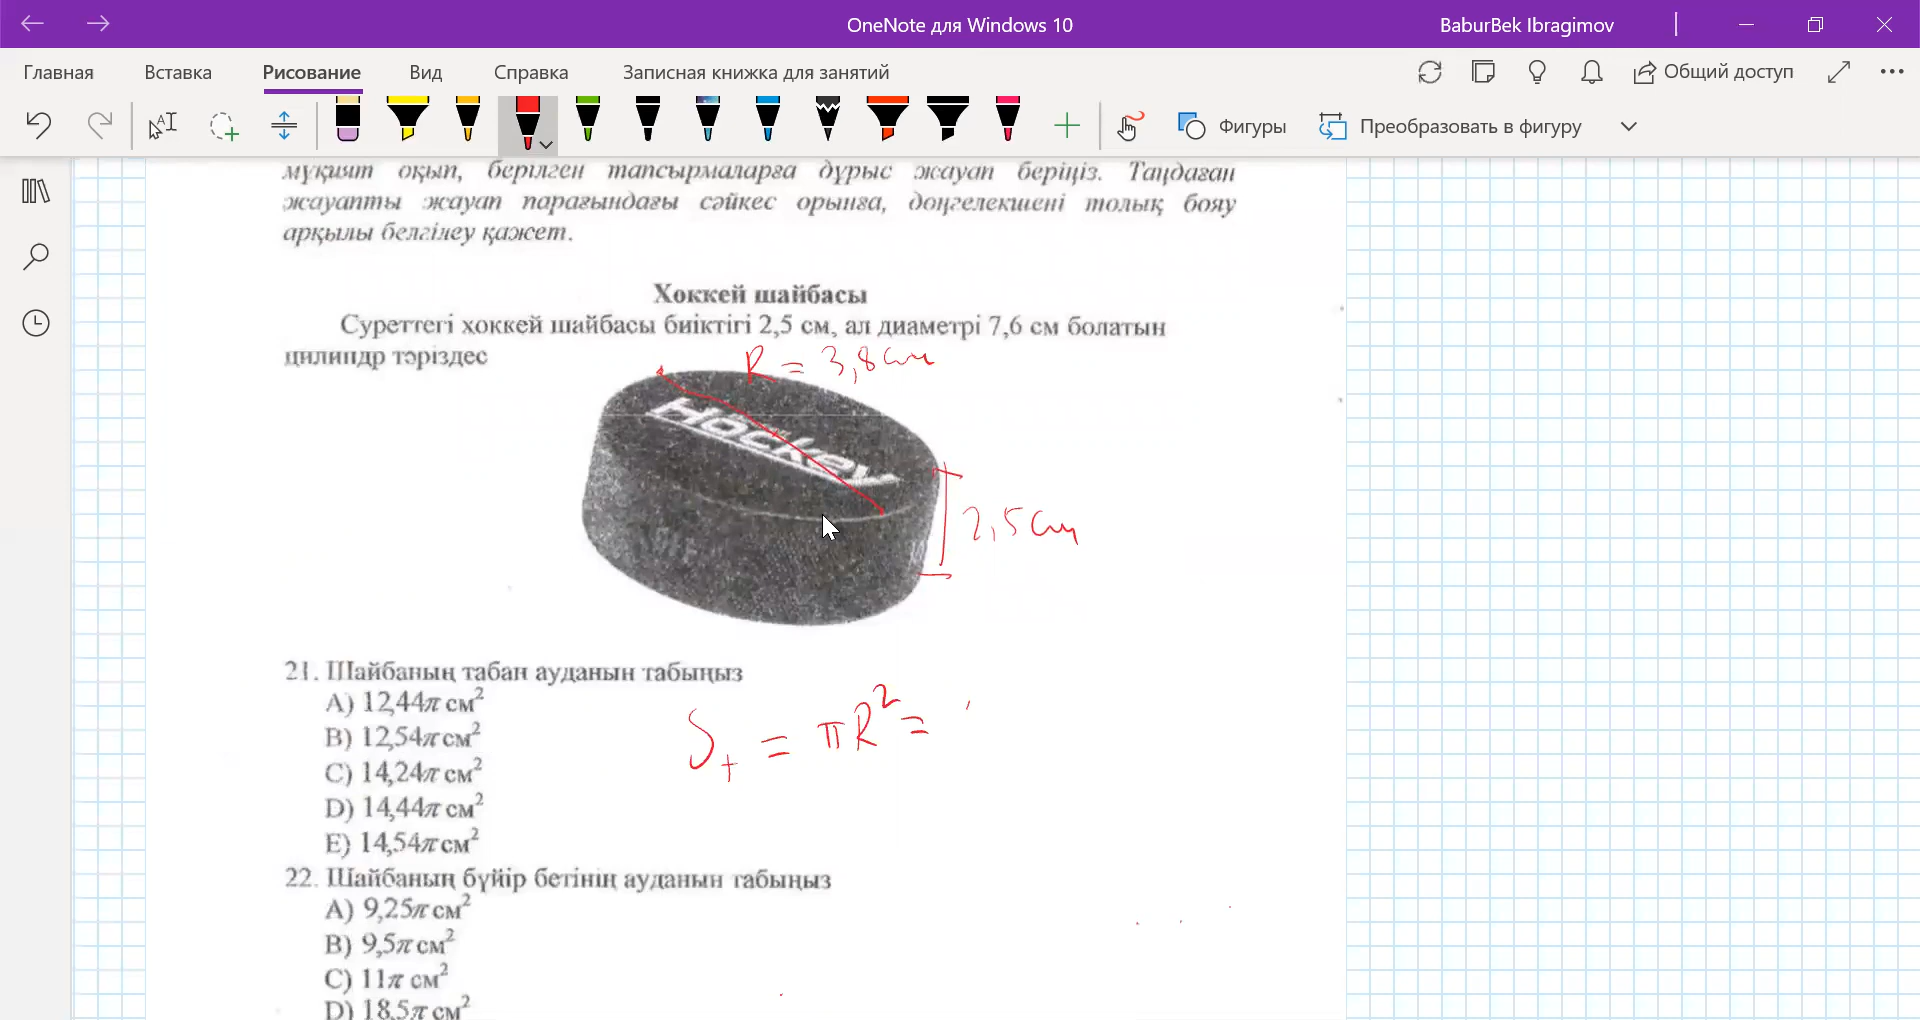 OneNote для Windows 10
BaburBek Ibragimov
Главная Вставка Рисование Вид Справка Записная книжка для занятий
Общий доступ
Фигуры Преобразовать в фигуру
мұқият оқып, берілген тапсырмаларға дұрыс жауап беріңіз. Таңдаған
жауапты жауап парағындағы сәйкес орынға, дөңгелекшені толық бояу
арқылы белгілеу қажет.
Хоккей шайбасы
Суреттегі хоккей шайбасы биіктігі 2,5 см, ал диаметрі 7,6 см болатын
цилиндр тәріздес
R = 3,8 см
Hockey
2,5 см
21. Шайбаның табан ауданын табыңыз
A) 12,44π см²
B) 12,54π см²
C) 14,24π см²
D) 14,44π см²
E) 14,54π см²
Sт = πR² =
22. Шайбаның бүйір бетінің ауданын табыңыз
A) 9,25π см²
B) 9,5π см²
C) 11π см²
D) 18,5π см²